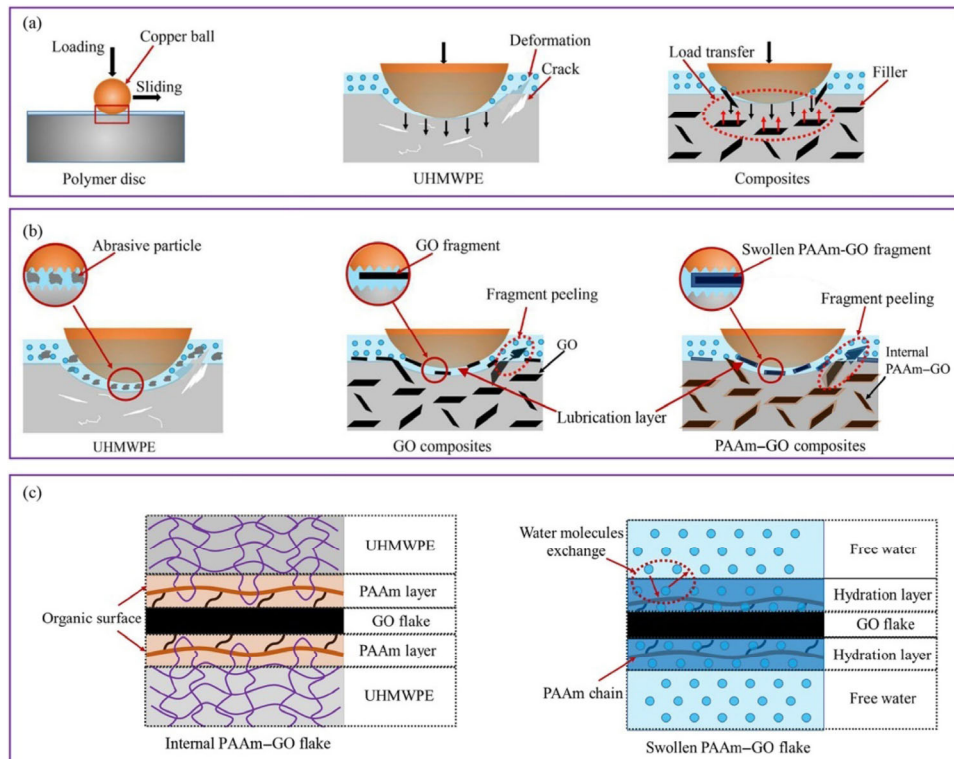 (a)
Copper ball
Loading
Sliding
Polymer disc
Deformation
Crack
UHMWPE
Load transfer
Filler
Composites
(b)
Abrasive particle
UHMWPE
GO fragment
Fragment peeling
GO
Lubrication layer
GO composites
Swollen PAAm-GO fragment
Fragment peeling
Internal
PAAm–GO
PAAm–GO composites
(c)
Organic surface
UHMWPE
PAAm layer
GO flake
PAAm layer
UHMWPE
Internal PAAm–GO flake
Water molecules
exchange
PAAm chain
Free water
Hydration layer
GO flake
Hydration layer
Free water
Swollen PAAm–GO flake